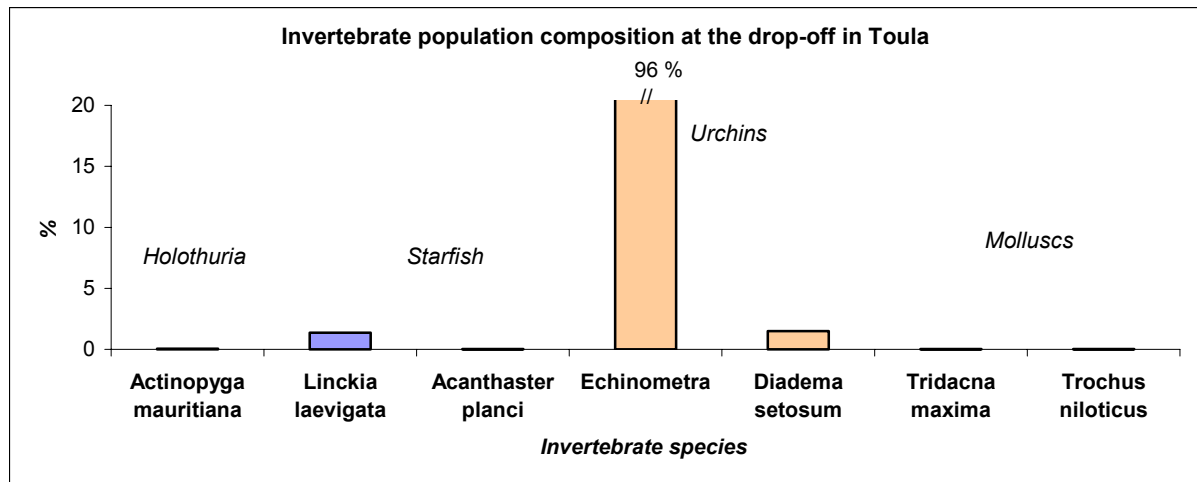 Invertebrate population composition at the drop-off in Toula
96 %
//
20
Urchins
15
10
%
Holothuria Starfish Molluscs
5
0
Actinopyga mauritiana
Linckia laevigata
Acanthaster planci
Echinometra
Diadema setosum
Tridacna maxima
Trochus niloticus
Invertebrate species